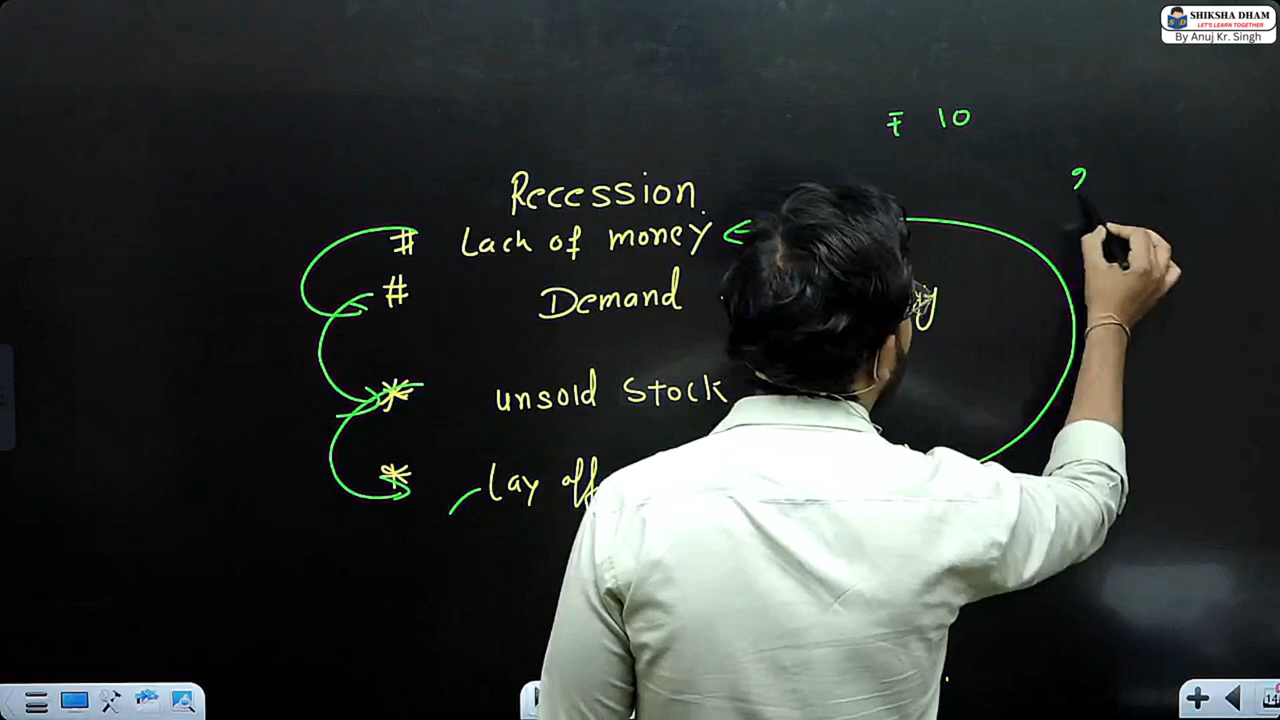 SHIKSHA DHAM
LET'S LEARN TOGETHER
By Anuj Kr. Singh
₹ 10
Recession
# Lack of money
# Demand
* unsold stock
* lay off